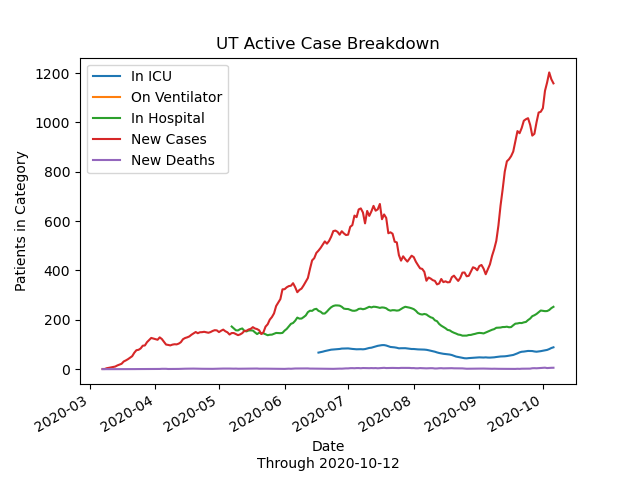 UT Active Case Breakdown
In ICU
On Ventilator
In Hospital
New Cases
New Deaths
Patients in Category
1200
1000
800
600
400
200
0
2020-03
2020-04
2020-05
2020-06
2020-07
2020-08
2020-09
2020-10
Date
Through 2020-10-12